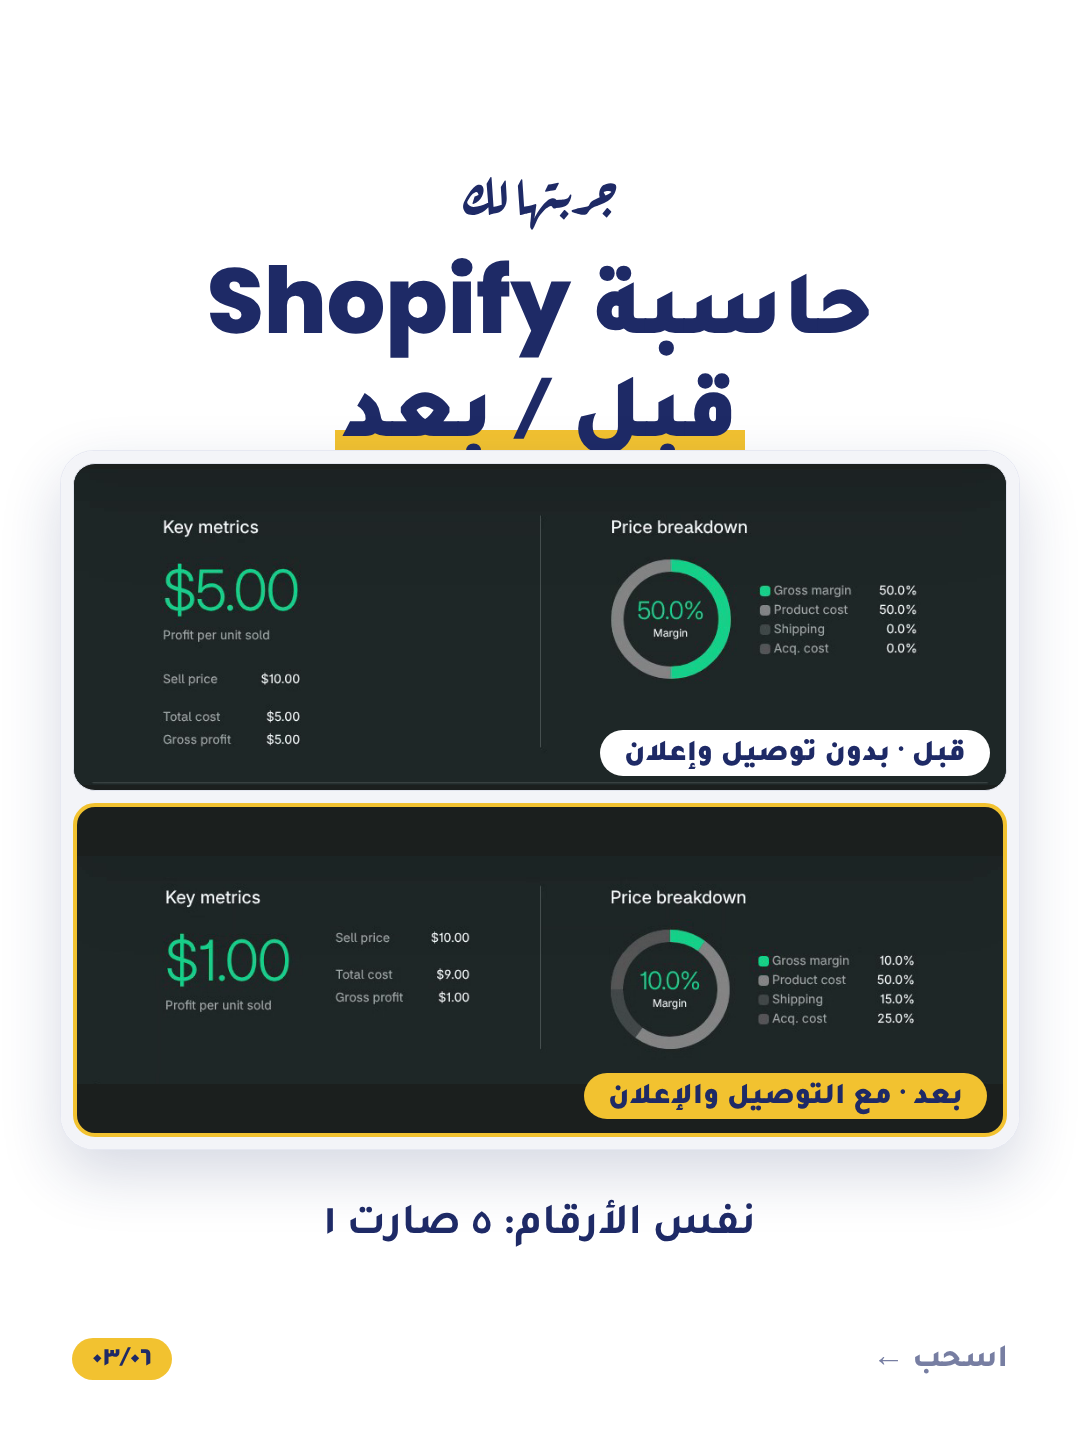 جربتها لك
حاسبة Shopify
قبل / بعد
Key metrics
$5.00
Profit per unit sold
Sell price $10.00
Total cost $5.00
Gross profit $5.00
Price breakdown
50.0%
Margin
Gross margin 50.0%
Product cost 50.0%
Shipping 0.0%
Acq. cost 0.0%
قبل · بدون توصيل وإعلان
Key metrics
$1.00
Profit per unit sold
Sell price $10.00
Total cost $9.00
Gross profit $1.00
Price breakdown
10.0%
Margin
Gross margin 10.0%
Product cost 50.0%
Shipping 15.0%
Acq. cost 25.0%
بعد · مع التوصيل والإعلان
نفس الأرقام: ٥ صارت ١
اسحب ←
٠٣/٠٦